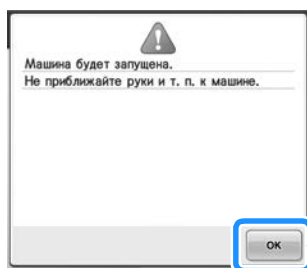 Машина будет запущена.
Не приближайте руки и т. п. к машине.
OK